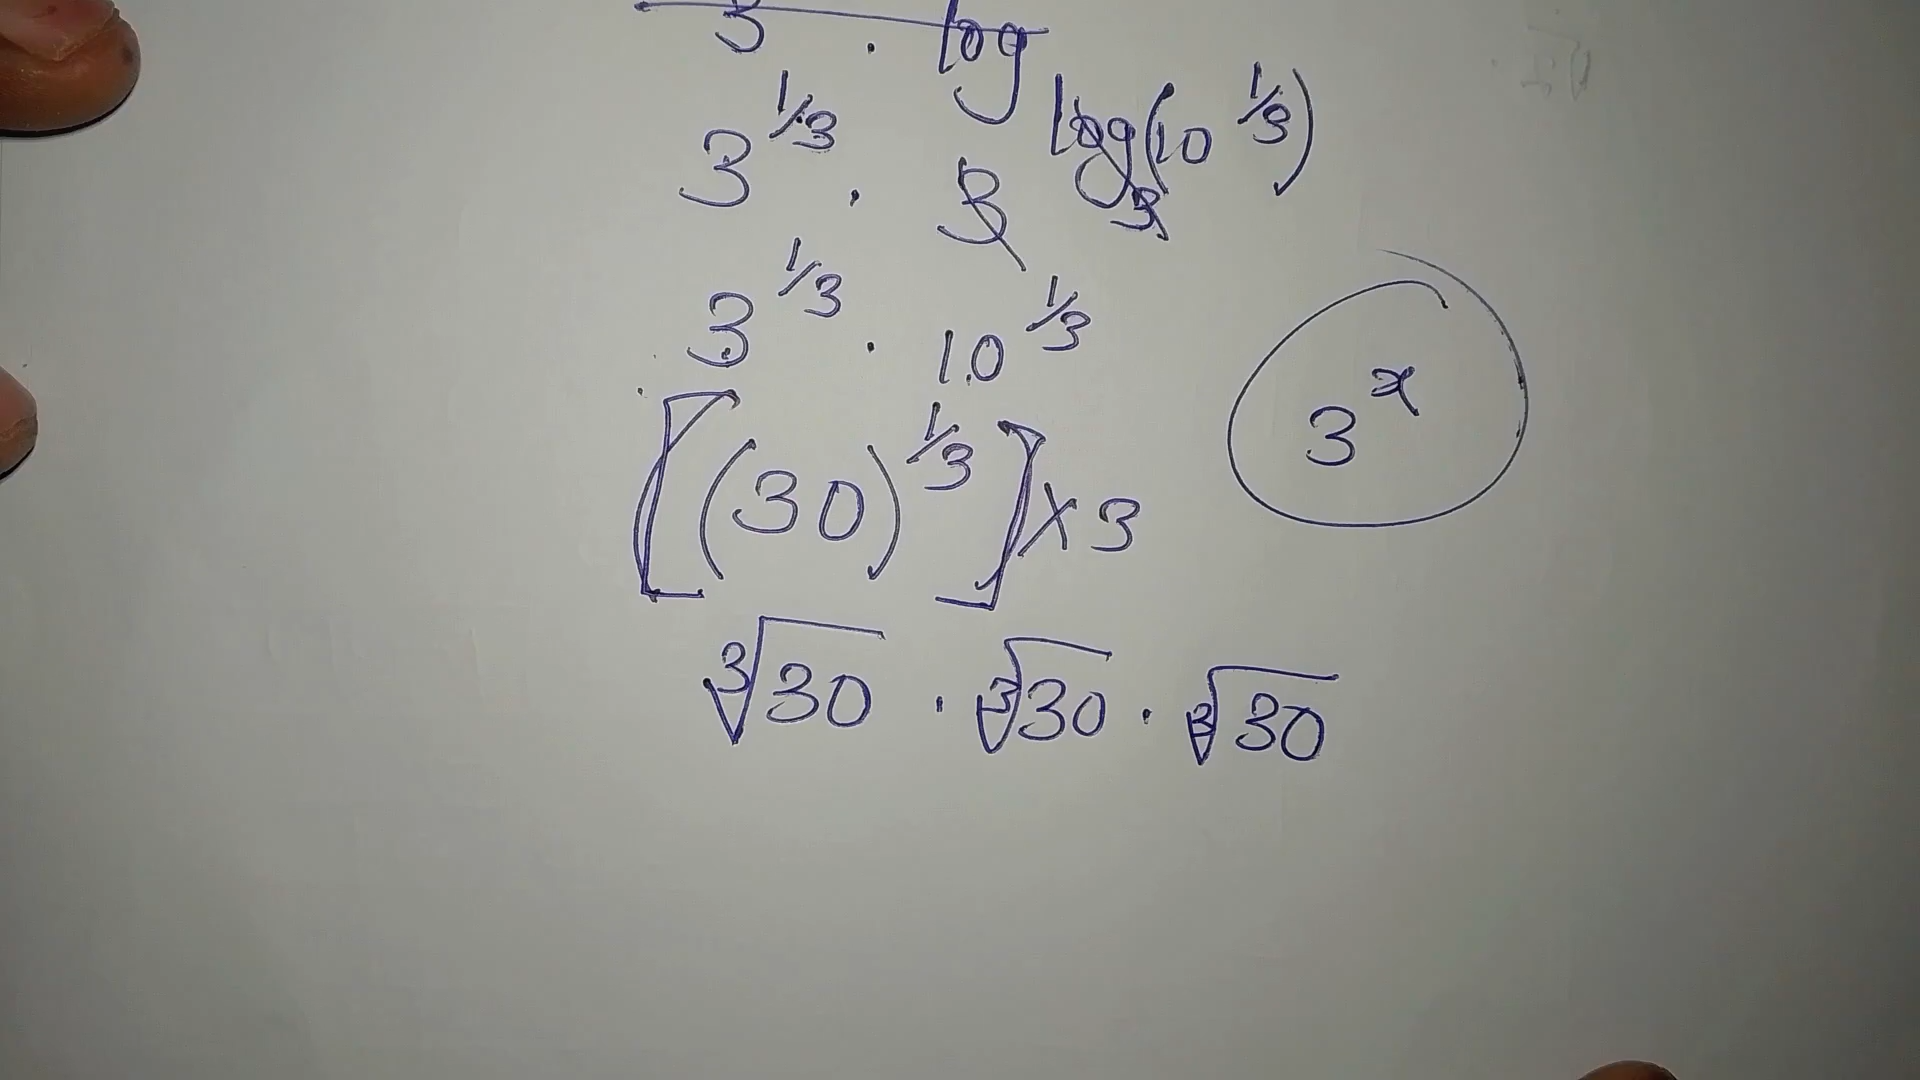 3 . log
3^{1/3} . 3^{log_3(10^{1/3})}
3^{1/3} . 10^{1/3}
[(30)^{1/3}] × 3
3^x
∛30 . ∛30 . ∛30